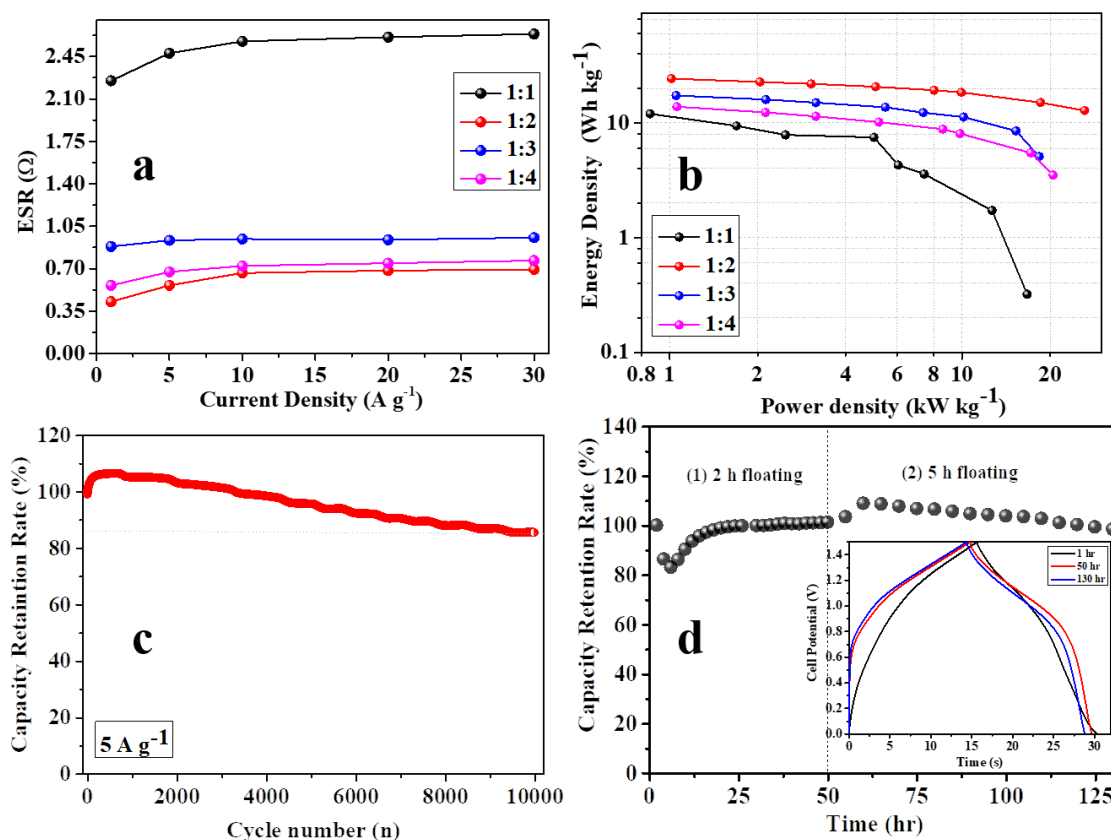 2.45
2.10
1.75
1.40
1.05
0.70
0.35
0.00
ESR (Ω)
a
1:1
1:2
1:3
1:4
0 5 10 15 20 25 30
Current Density (A g⁻¹)
10
1
0.1
Energy Density (Wh kg⁻¹)
b
1:1
1:2
1:3
1:4
0.8 1 2 4 6 8 10 20
Power density (kW kg⁻¹)
120
100
80
60
40
20
0
Capacity Retaintion Rate (%)
c
5 A g⁻¹
0 2000 4000 6000 8000 10000
Cycle number (n)
140
120
100
80
60
40
20
0
Capacity Retention Rate (%)
(1) 2 h floating
(2) 5 h floating
d
1.4
1.2
1.0
0.8
0.6
0.4
0.2
0.0
Cell Potential (V)
1 hr
50 hr
130 hr
0 5 10 15 20 25 30
Time (s)
0 25 50 75 100 125
Time (hr)